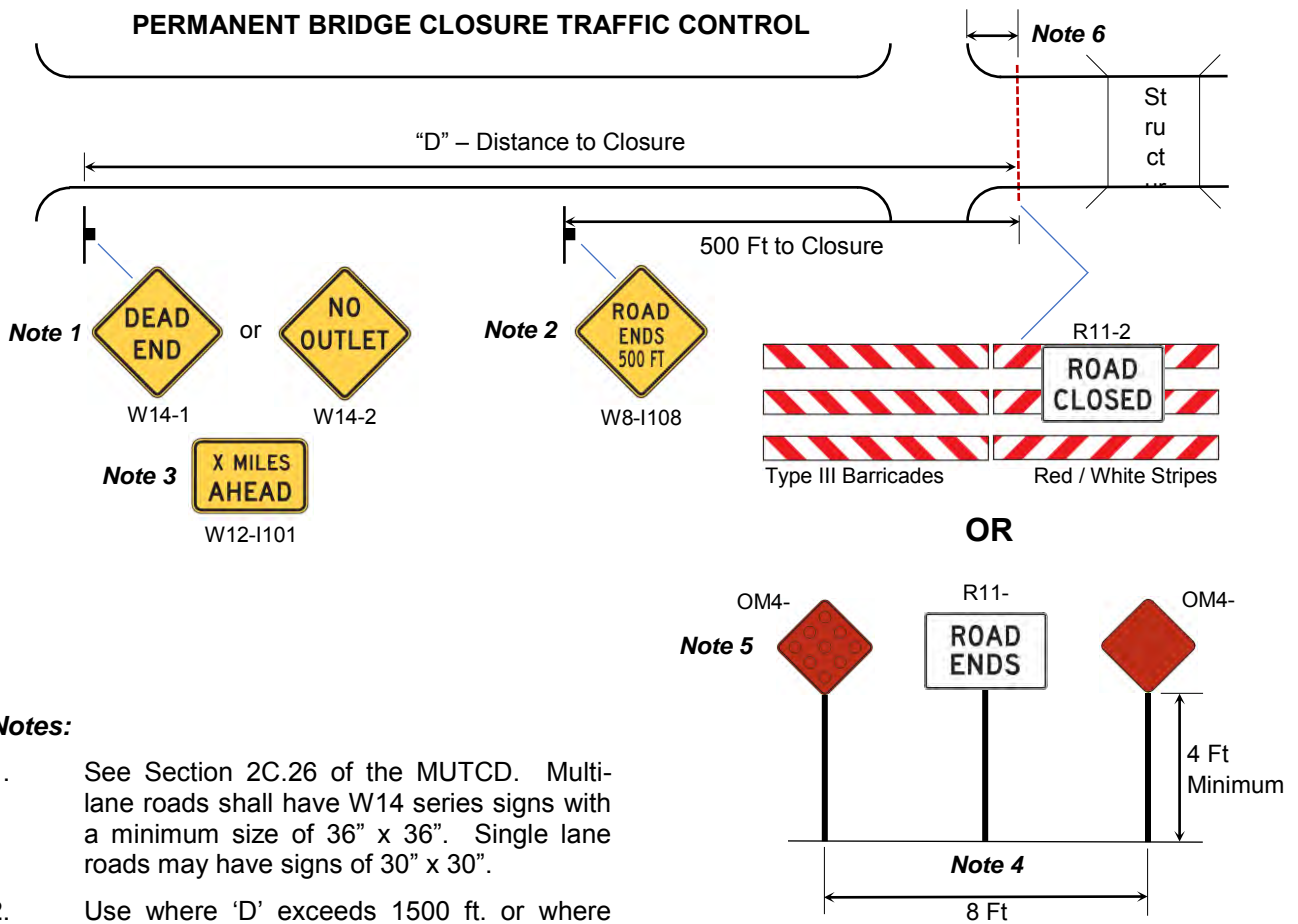 PERMANENT BRIDGE CLOSURE TRAFFIC CONTROL
Note 6
St
ru
ct
"D" – Distance to Closure
500 Ft to Closure
Note 1
DEAD
END
W14-1
or
NO
OUTLET
W14-2
Note 2
ROAD
ENDS
500 FT
W8-I108
R11-2
ROAD
CLOSED
Type III Barricades
Red / White Stripes
Note 3
X MILES
AHEAD
W12-I101
OR
OM4-
R11-
OM4-
Note 5
ROAD
ENDS
4 Ft
Minimum
Note 4
8 Ft
Notes:
. See Section 2C.26 of the MUTCD. Multi-
lane roads shall have W14 series signs with
a minimum size of 36” x 36”. Single lane
roads may have signs of 30” x 30”.
2. Use where ‘D’ exceeds 1500 ft. or where